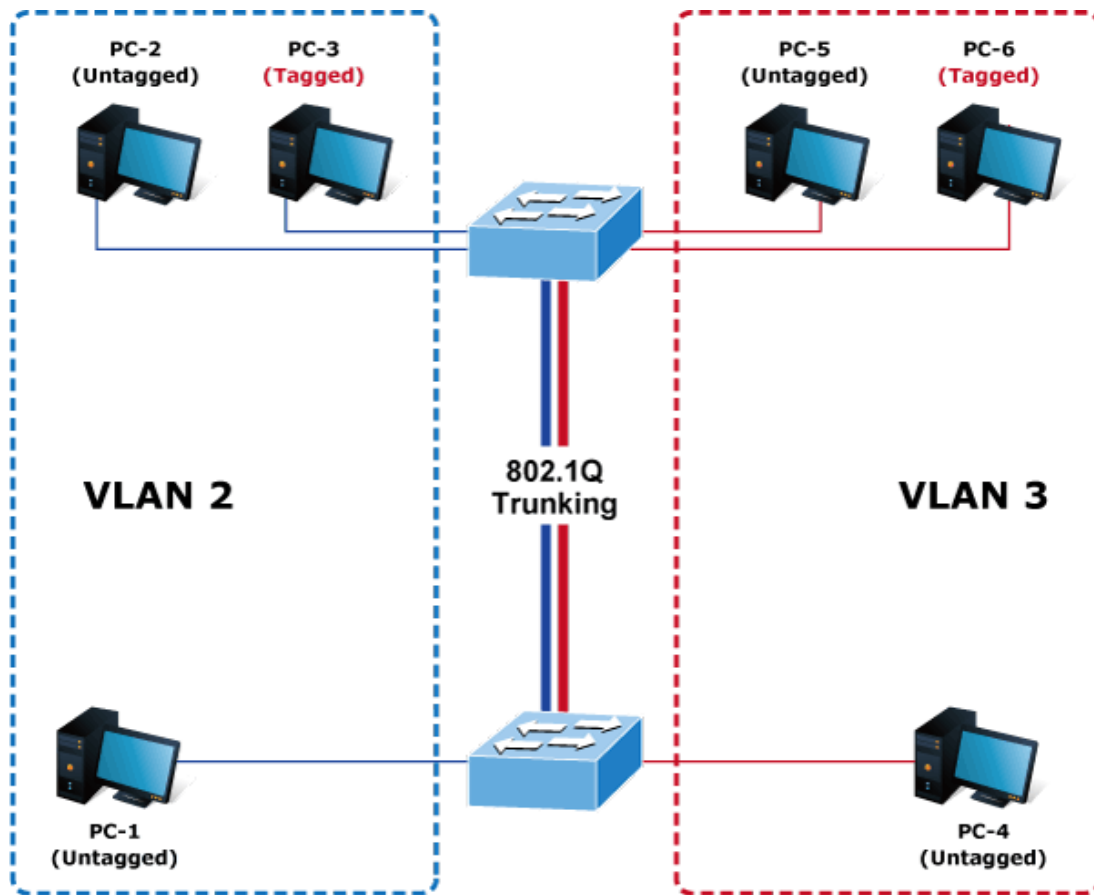 PC-2
(Untagged)
PC-3
(Tagged)
PC-5
(Untagged)
PC-6
(Tagged)
802.1Q
Trunking
VLAN 2
VLAN 3
PC-1
(Untagged)
PC-4
(Untagged)